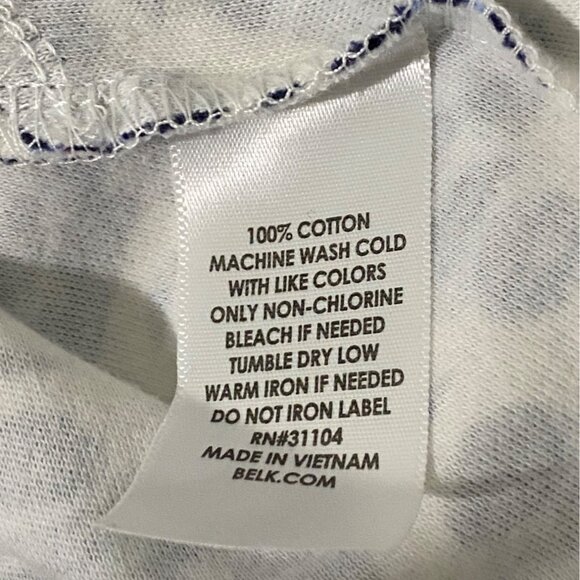 100% COTTON
MACHINE WASH COLD
WITH LIKE COLORS
ONLY NON-CHLORINE
BLEACH IF NEEDED
TUMBLE DRY LOW
WARM IRON IF NEEDED
DO NOT IRON LABEL
RN#31104
MADE IN VIETNAM
BELK.COM